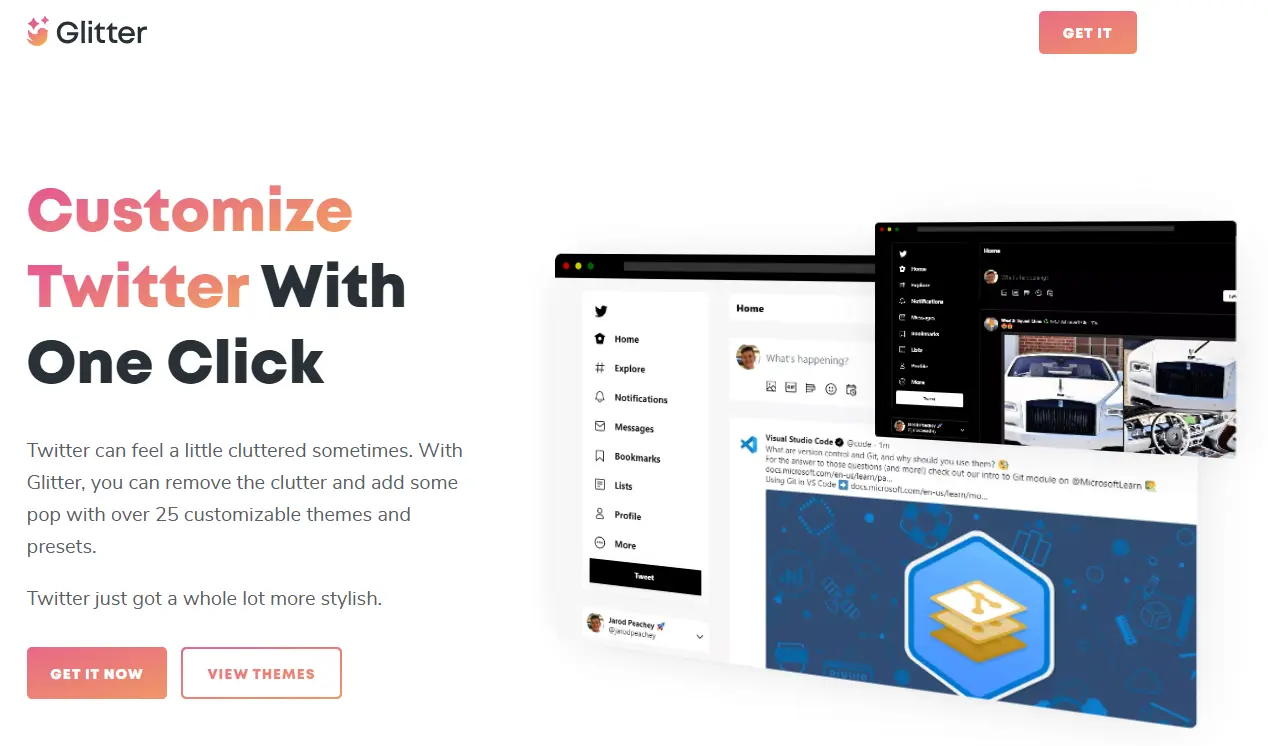 Glitter
GET IT
Customize
Twitter With
One Click
Twitter can feel a little cluttered sometimes. With
Glitter, you can remove the clutter and add some
pop with over 25 customizable themes and
presets.
Twitter just got a whole lot more stylish.
GET IT NOW
VIEW THEMES
Home
Explore
Notifications
Messages
Bookmarks
Lists
Profile
More
Tweet
Jarod Peachey 🚀
@jarodpeachey
Home
What's happening?
Visual Studio Code @code · 1m
What are version control and Git, and why should you use them?
For the answer to those questions (and more!) check out our intro to Git module on @MicrosoftLearn
docs.microsoft.com/en-us/learn/pa...
Using Git in VS Code ➡ docs.microsoft.com/en-us/learn/mo...
Home
Explore
Notifications
Messages
Bookmarks
Lists
Profile
More
Tweet
Jarod Peachey 🚀
@jarodpeachey
Home
What's happening?